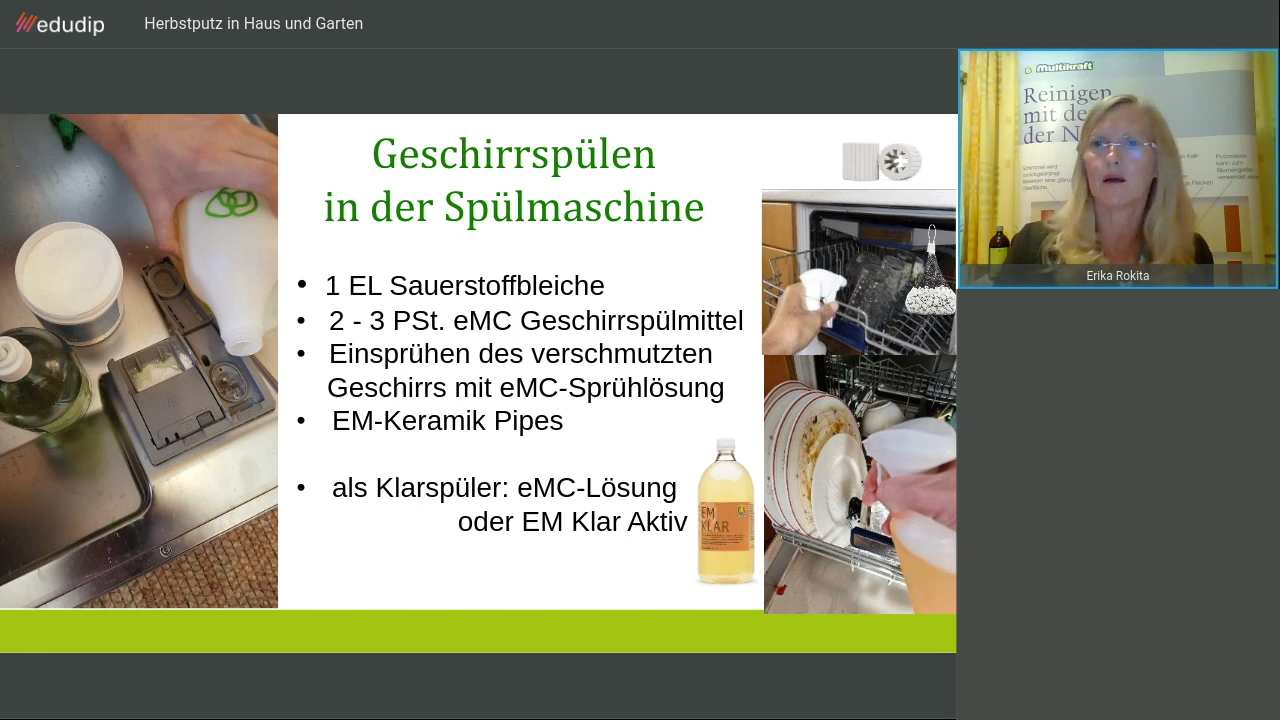 edudip
Herbstputz in Haus und Garten
Geschirrspülen
in der Spülmaschine
• 1 EL Sauerstoffbleiche
• 2 - 3 PSt. eMC Geschirrspülmittel
• Einsprühen des verschmutzten
Geschirrs mit eMC-Sprühlösung
• EM-Keramik Pipes
• als Klarspüler: eMC-Lösung
oder EM Klar Aktiv
EM
KLAR
Multikraft
Reinigen
mit de
der N
Erika Rokita